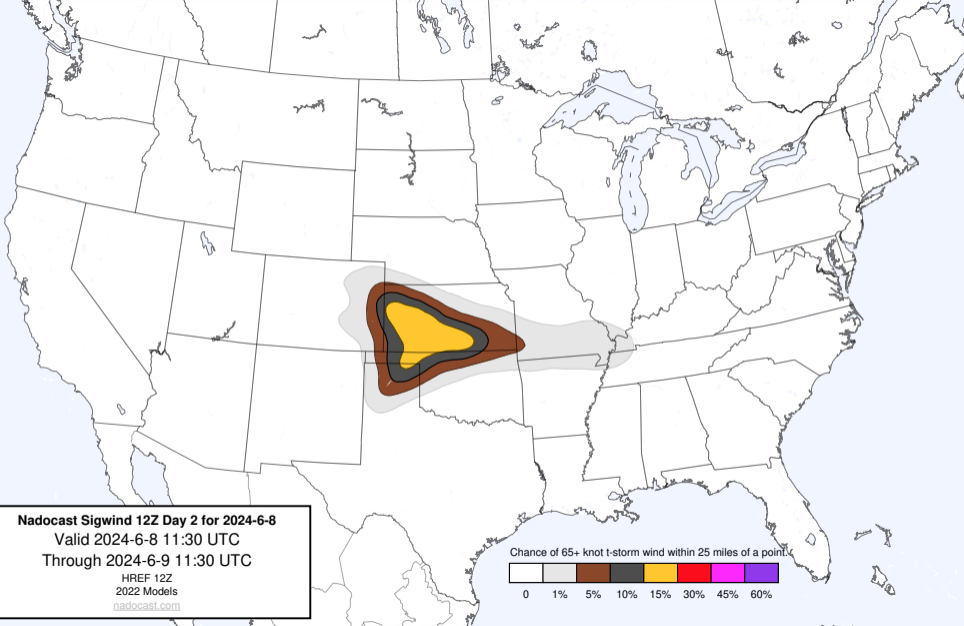 Nadocast Sigwind 12Z Day 2 for 2024-6-8
Valid 2024-6-8 11:30 UTC
Through 2024-6-9 11:30 UTC
HREF 12Z
2022 Models
nadocast.com
Chance of 65+ knot t-storm wind within 25 miles of a point.
0 1% 5% 10% 15% 30% 45% 60%